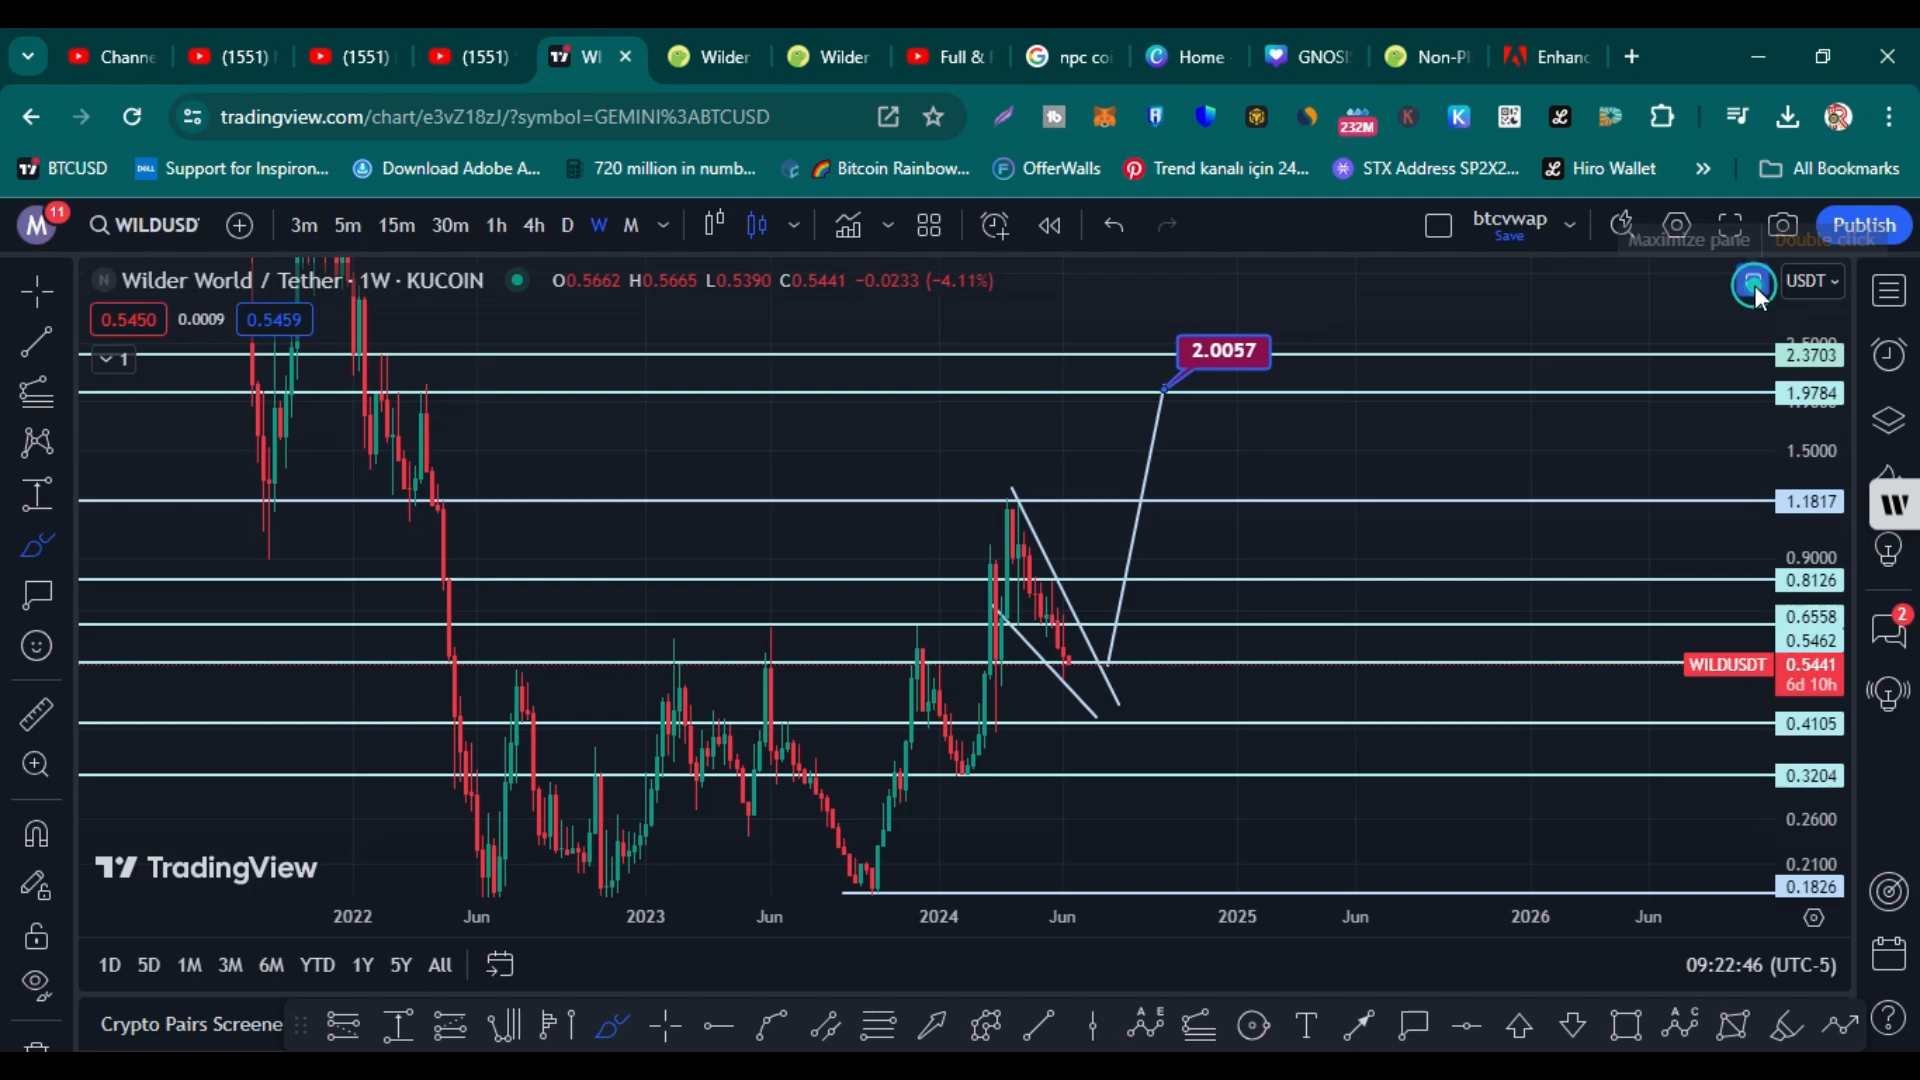 Channe
(1551)
(1551)
(1551)
WI
Wilder
Wilder
Full &
npc coi
Home
GNOSI
Non-Pl
Enhanc
tradingview.com/chart/e3vZ18zJ/?symbol=GEMINI%3ABTCUSD
232M
BTCUSD
Support for Inspiron...
Download Adobe A...
720 million in numb...
Bitcoin Rainbow...
OfferWalls
Trend kanalı için 24...
STX Address SP2X2...
Hiro Wallet
All Bookmarks
M
11
WILDUSDT
3m 5m 15m 30m 1h 4h D W M
btcvwap
Save
Publish
Maximize pane Double click
Wilder World / Tether · 1W · KUCOIN
O0.5662 H0.5665 L0.5390 C0.5441 −0.0233 (−4.11%)
USDT
0.5450 0.0009 0.5459
1
2.0057
2.5000
2.3703
1.9784
1.5000
1.1817
0.9000
0.8126
0.6558
0.5462
WILDUSDT 0.5441
6d 10h
0.4105
0.3204
0.2600
0.2100
0.1826
W
2
TradingView
2022 Jun 2023 Jun 2024 Jun 2025 Jun 2026 Jun
1D 5D 1M 3M 6M YTD 1Y 5Y All
09:22:46 (UTC-5)
Crypto Pairs Screene